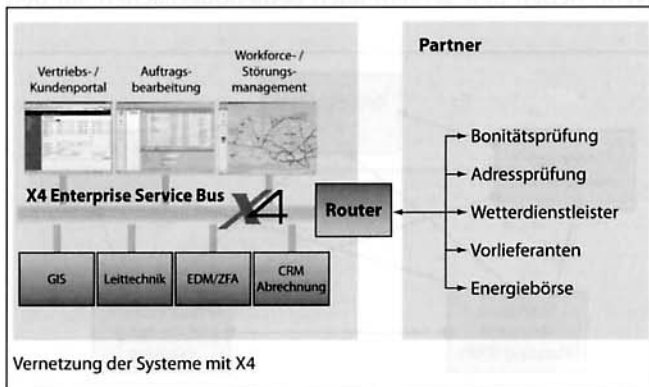 Vertriebs-/
Kundenportal
Auftrags-
bearbeitung
Workforce-/
Störungs-
management
X4 Enterprise Service Bus
X4
Router
GIS
Leittechnik
EDM/ZFA
CRM
Abrechnung
Partner
Bonitätsprüfung
Adressprüfung
Wetterdienstleister
Vorlieferanten
Energiebörse
Vernetzung der Systeme mit X4